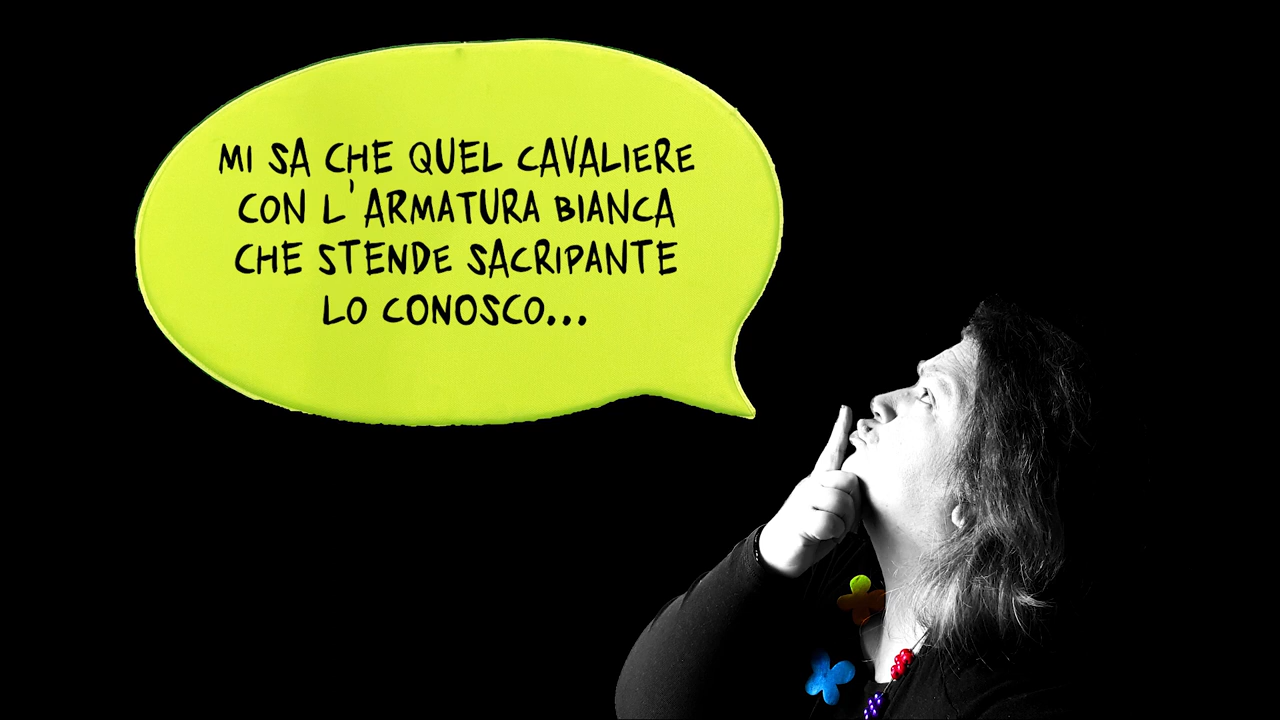 MI SA CHE QUEL CAVALIERE
CON L'ARMATURA BIANCA
CHE STENDE SACRIPANTE
LO CONOSCO...